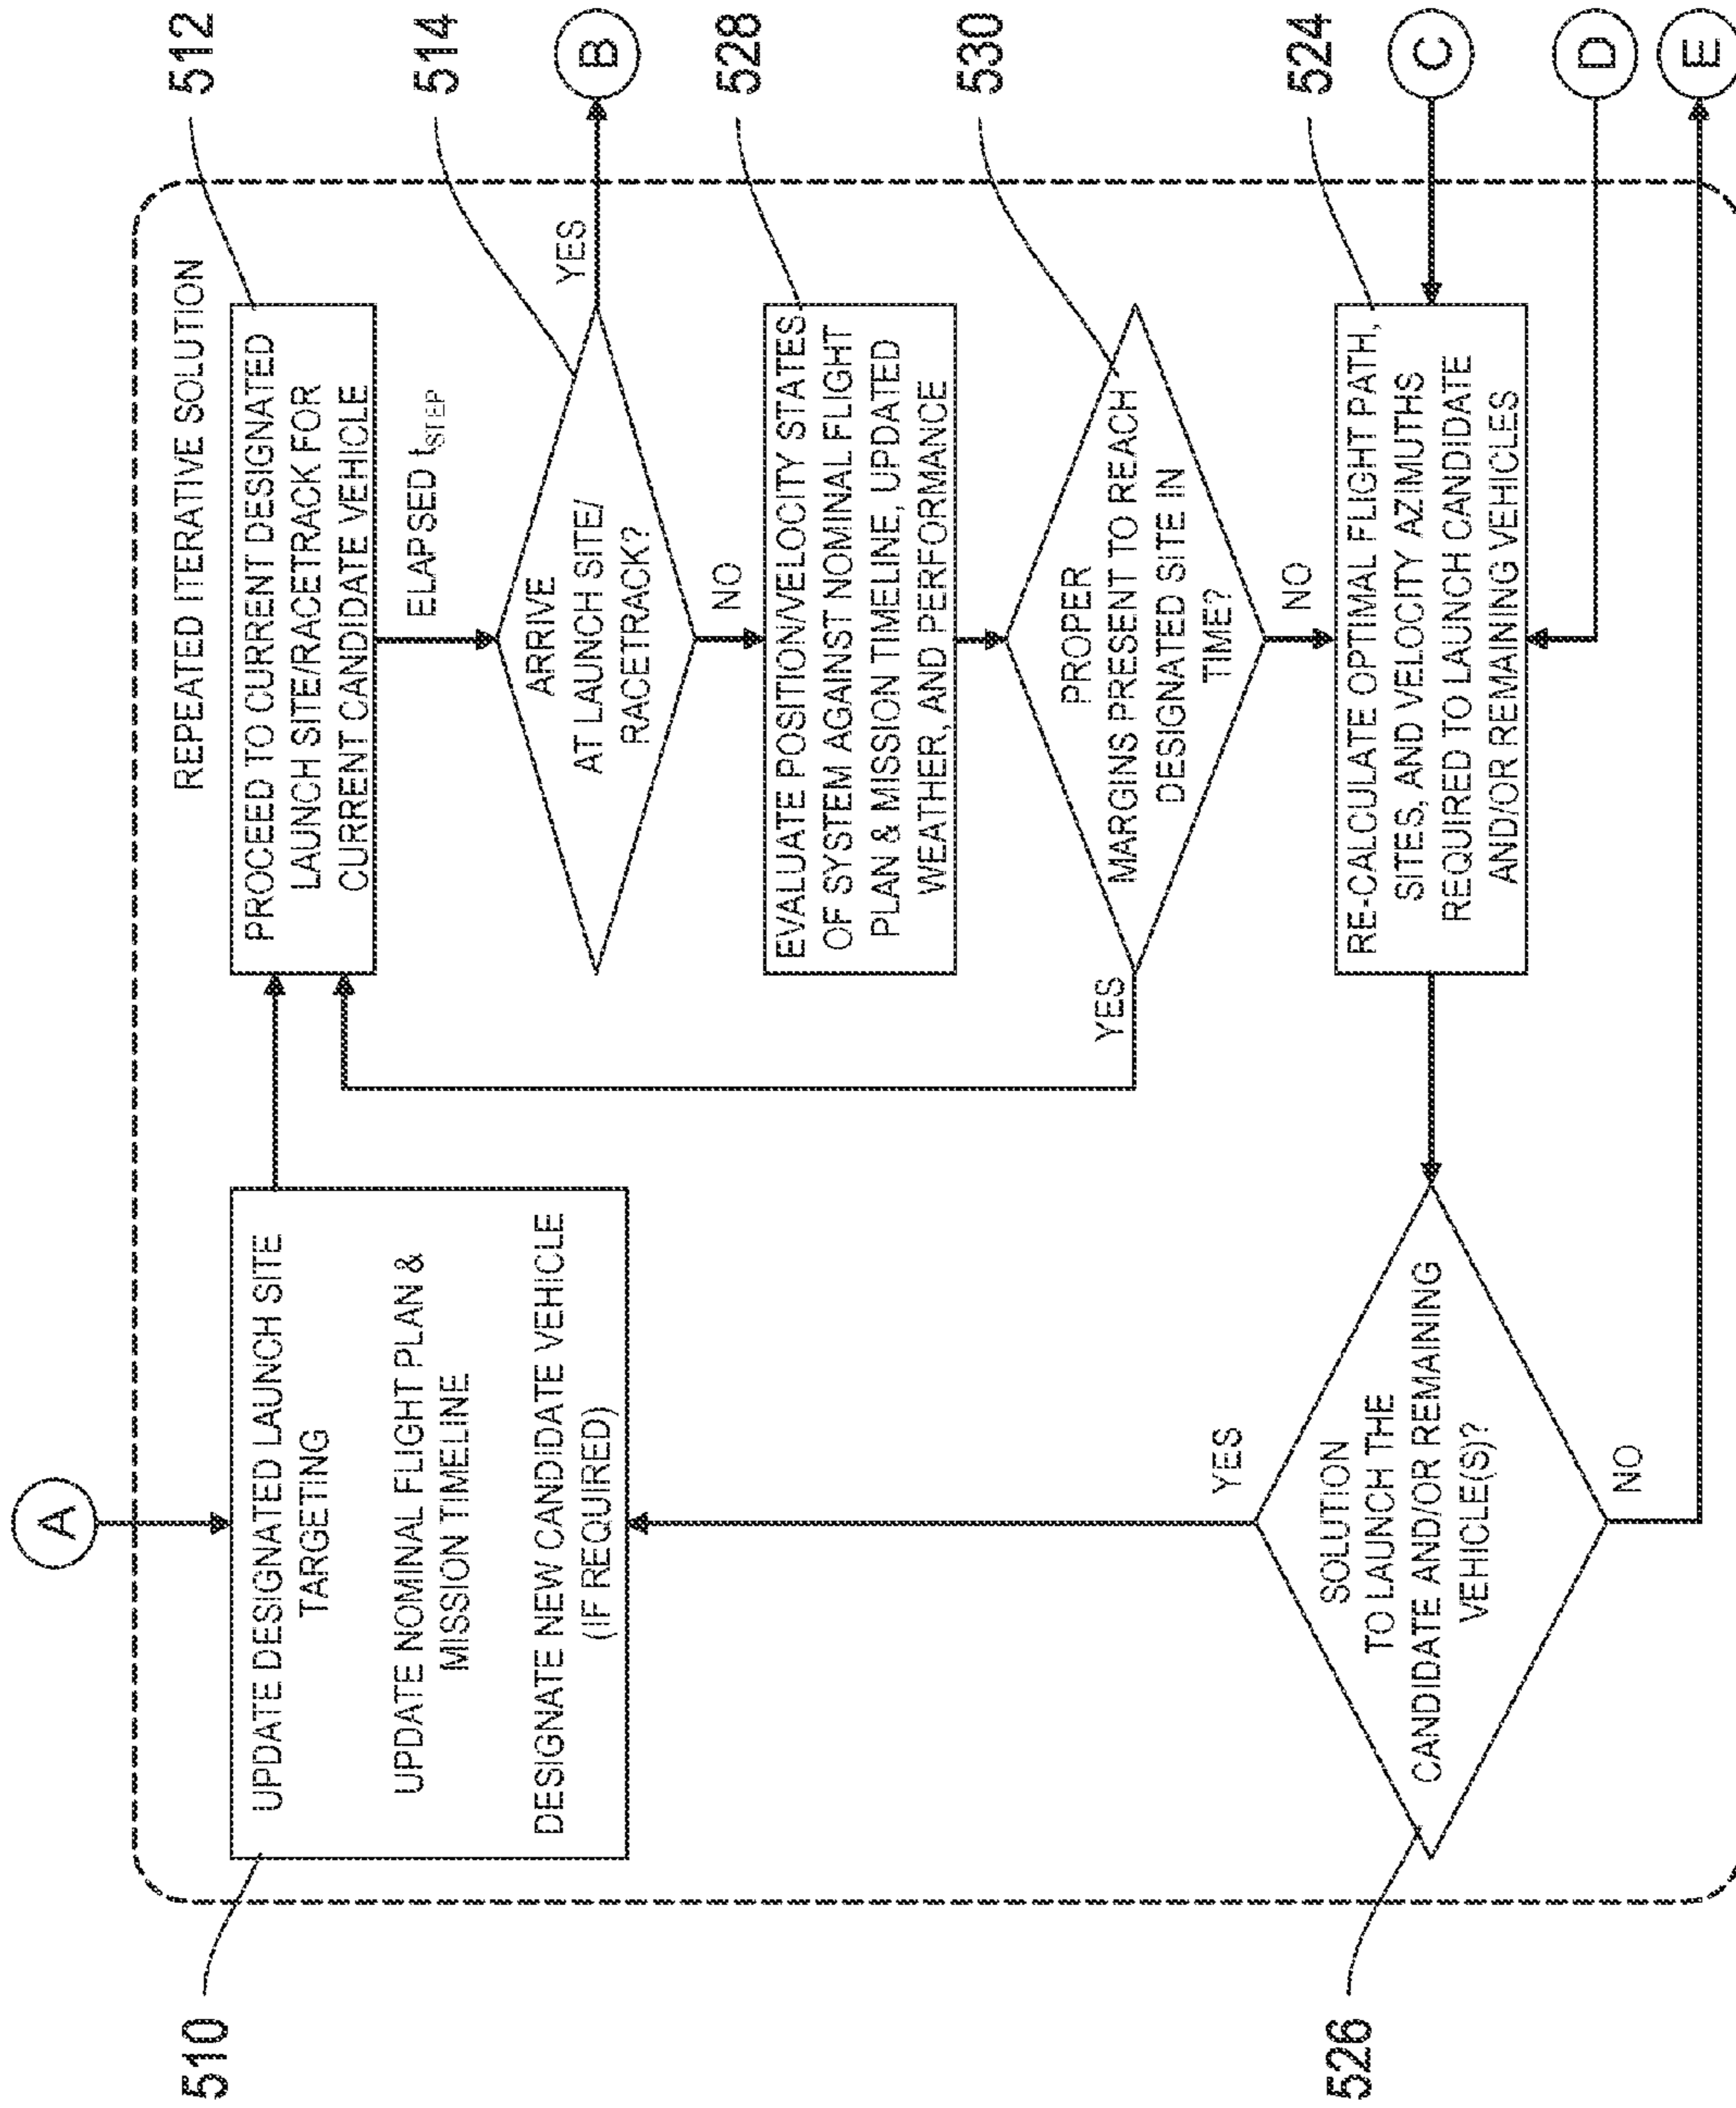 A
510
UPDATE DESIGNATED LAUNCH SITE
TARGETING
UPDATE NOMINAL FLIGHT PLAN &
MISSION TIMELINE
DESIGNATE NEW CANDIDATE VEHICLE
(IF REQUIRED)
REPEATED ITERATIVE SOLUTION
512
PROCEED TO CURRENT DESIGNATED
LAUNCH SITE/RACETRACK FOR
CURRENT CANDIDATE VEHICLE
ELAPSED tSTEP
514
ARRIVE
AT LAUNCH SITE/
RACETRACK?
YES
B
NO
528
EVALUATE POSITION/VELOCITY STATES
OF SYSTEM AGAINST NOMINAL FLIGHT
PLAN & MISSION TIMELINE, UPDATED
WEATHER, AND PERFORMANCE
530
PROPER
MARGINS PRESENT TO REACH
DESIGNATED SITE IN
TIME?
YES
NO
524
RE-CALCULATE OPTIMAL FLIGHT PATH,
SITES, AND VELOCITY AZIMUTHS
REQUIRED TO LAUNCH CANDIDATE
AND/OR REMAINING VEHICLES
C
D
526
SOLUTION
TO LAUNCH THE
CANDIDATE AND/OR REMAINING
VEHICLE(S)?
YES
NO
E